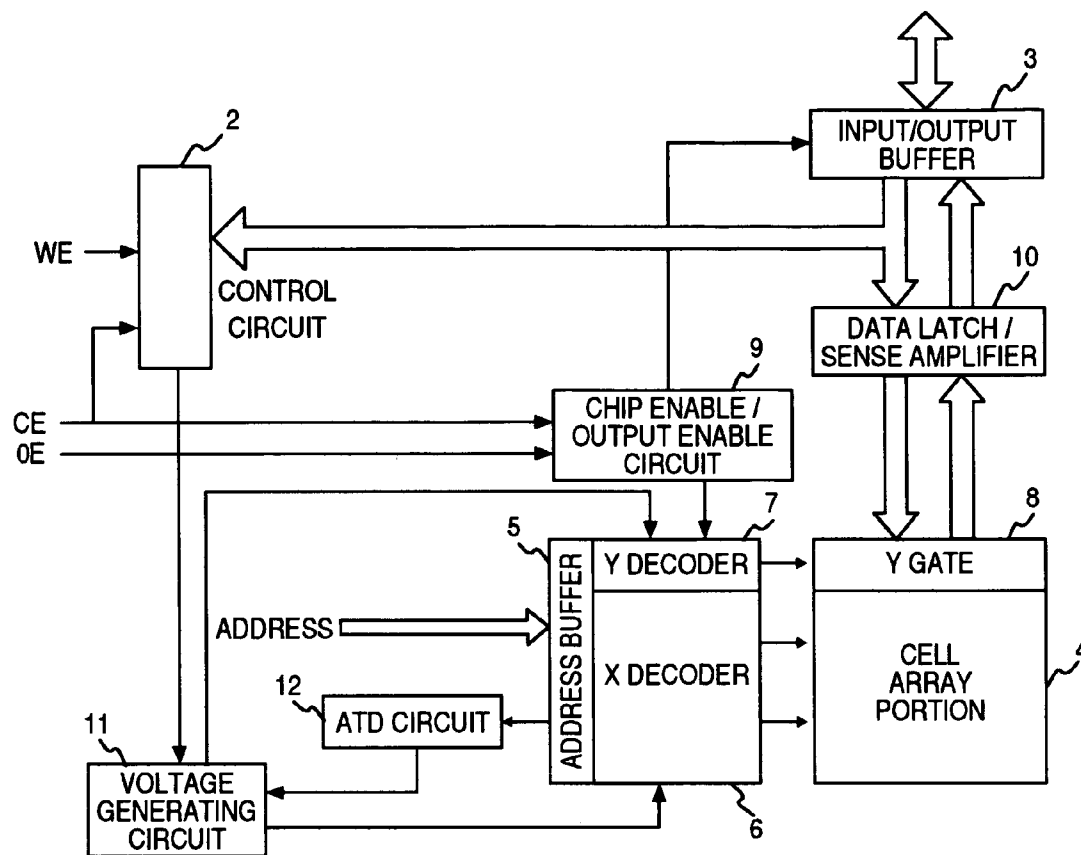 3
INPUT/OUTPUT
BUFFER
2
WE
CONTROL
CIRCUIT
10
DATA LATCH /
SENSE AMPLIFIER
9
CHIP ENABLE /
OUTPUT ENABLE
CIRCUIT
CE
0E
5
7
8
ADDRESS BUFFER
Y DECODER
Y GATE
ADDRESS
X DECODER
CELL
ARRAY
PORTION
4
12
ATD CIRCUIT
11
VOLTAGE
GENERATING
CIRCUIT
6